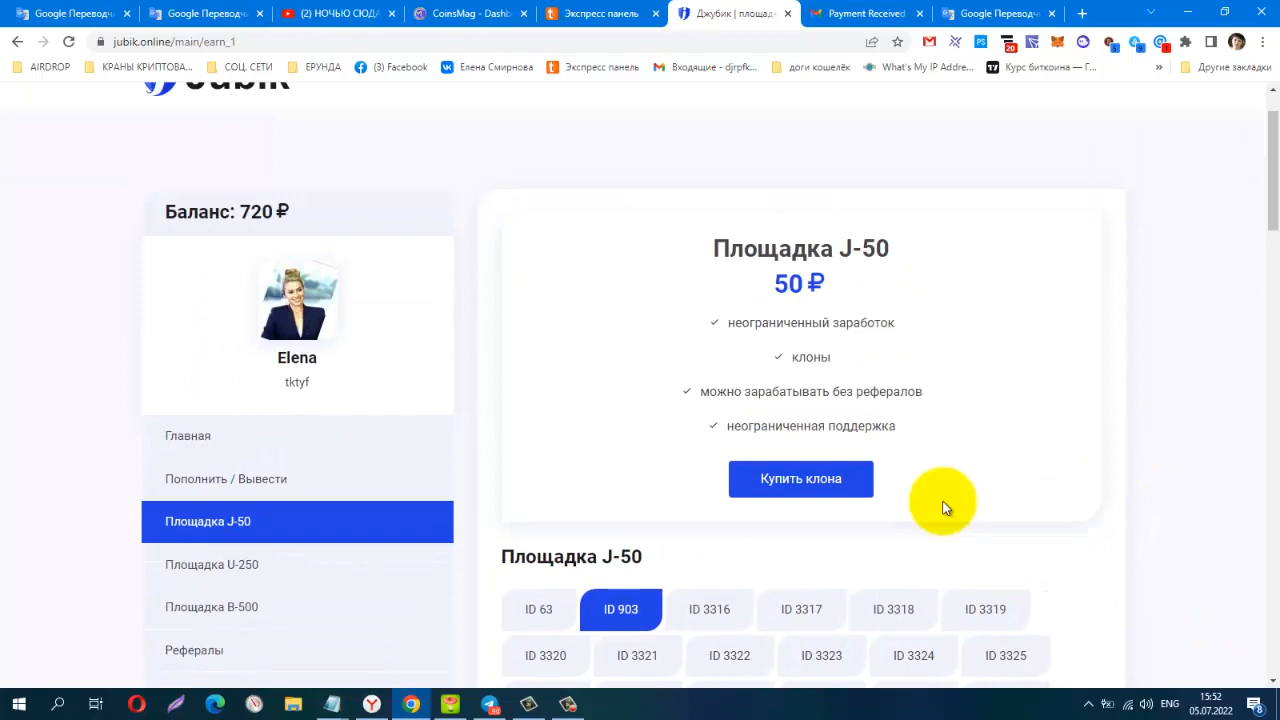 Google Переводч
Google Переводч
(2) НОЧЬЮ СЮДА
CoinsMag - Dashb
Экспресс панель
Джубик | площад
Payment Received
Google Переводч
jubik.online/main/earn_1
AIRDROP
КРАНЫ КРИПТОВА...
СОЦ. СЕТИ
ЕРУНДА
(3) Facebook
Елена Смирнова
Экспресс панель
Входящие - djrpfk...
доги кошелёк
What's My IP Addre...
Курс биткоина — Г...
»
Другие закладки
Jubik
Баланс: 720 ₽
Elena
tktyf
Главная
Пополнить / Вывести
Площадка J-50
Площадка U-250
Площадка B-500
Рефералы
Площадка J-50
50 ₽
неограниченный заработок
клоны
можно зарабатывать без рефералов
неограниченная поддержка
Купить клона
Площадка J-50
ID 63 ID 903 ID 3316 ID 3317 ID 3318 ID 3319
ID 3320 ID 3321 ID 3322 ID 3323 ID 3324 ID 3325
ENG
15:52
05.07.2022